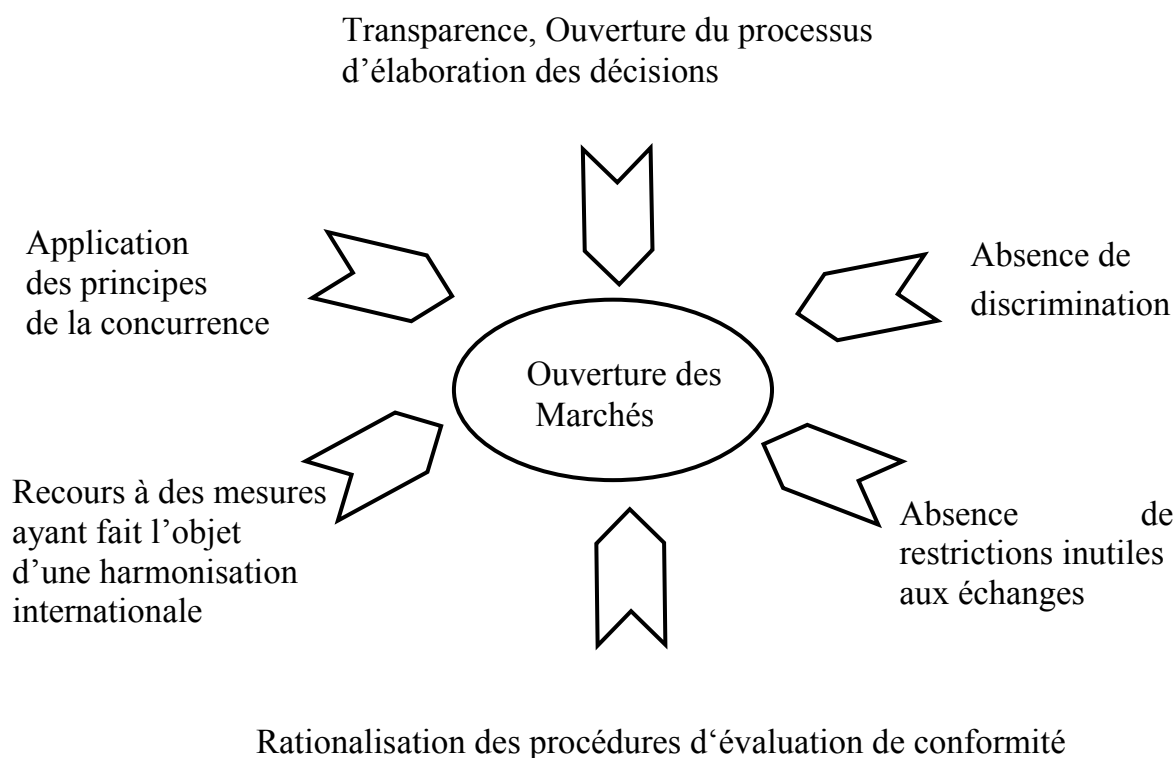 Transparence, Ouverture du processus
d’élaboration des décisions
Application
des principes
de la concurrence
Absence de
discrimination
Ouverture des
Marchés
Recours à des mesures
ayant fait l’objet
d’une harmonisation
internationale
Absence de
restrictions inutiles
aux échanges
Rationalisation des procédures d‘évaluation de conformité